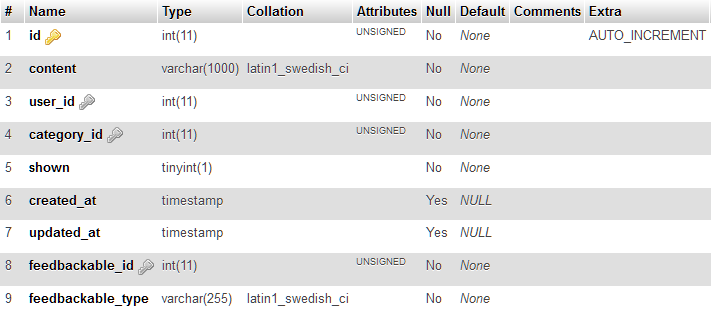 # Name Type Collation Attributes Null Default Comments Extra
1 id int(11) UNSIGNED No None AUTO_INCREMENT
2 content varchar(1000) latin1_swedish_ci No None
3 user_id int(11) UNSIGNED No None
4 category_id int(11) UNSIGNED No None
5 shown tinyint(1) No None
6 created_at timestamp Yes NULL
7 updated_at timestamp Yes NULL
8 feedbackable_id int(11) UNSIGNED No None
9 feedbackable_type varchar(255) latin1_swedish_ci No None